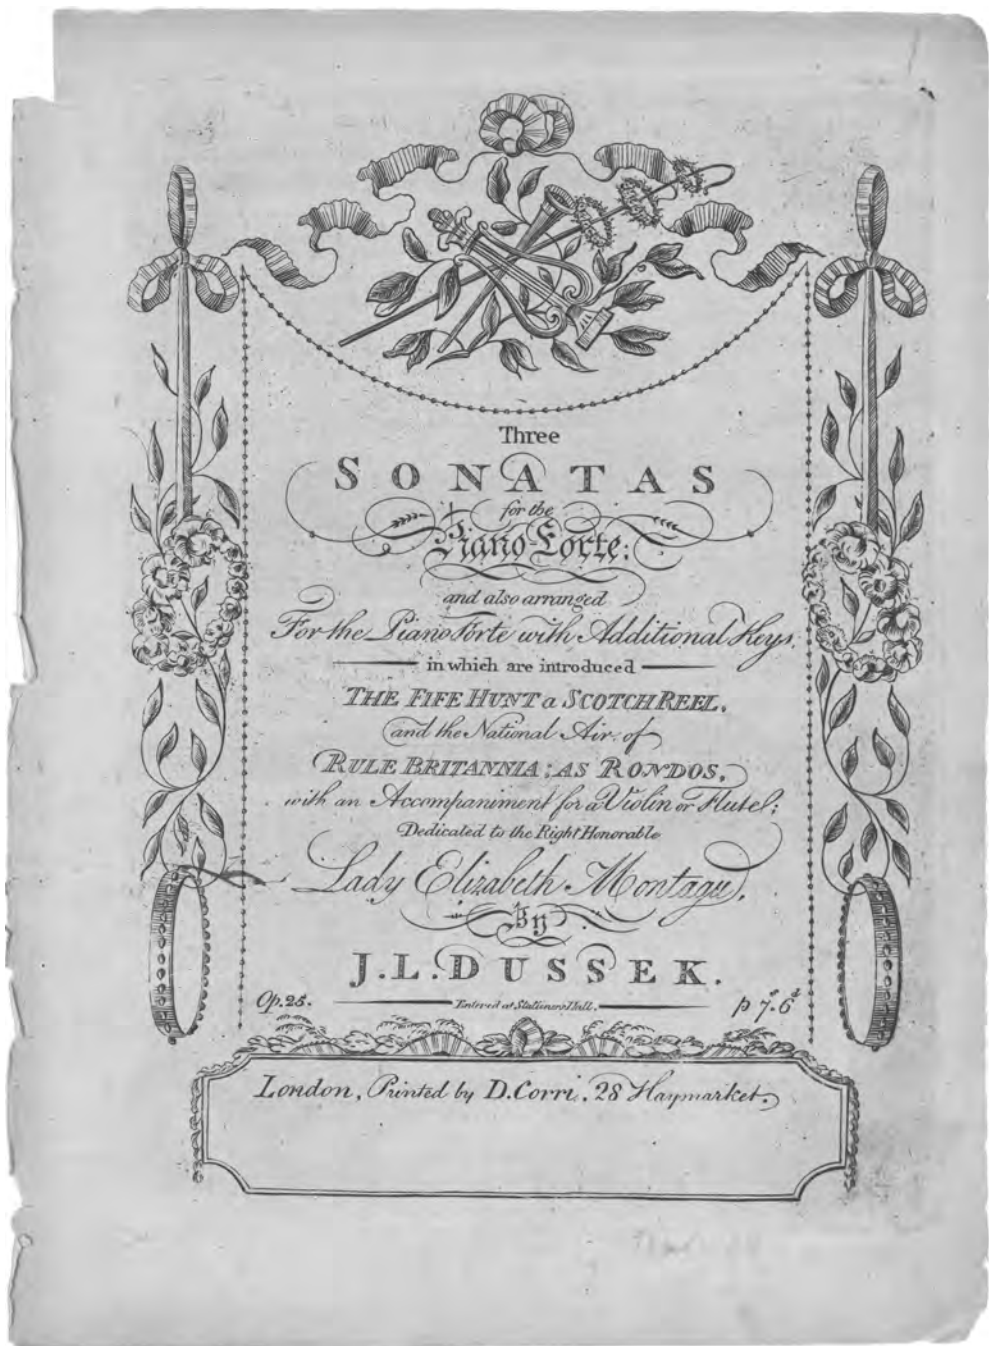 Three
SONATAS
for the
Piano-Forte;
and also arranged
For the Piano Forte with Additional Keys,
in which are introduced
THE FIFE HUNT a SCOTCH REEL,
and the National Air, of
RULE BRITANNIA; AS RONDOS,
with an Accompaniment for a Violin or Flute;
Dedicated to the Right Honorable
Lady Elizabeth Montagu,
By
J.L. DUSSEK.
Op. 25. Entered at Stationers Hall. p 7s. 6d
London, Printed by D. Corri, 28 Haymarket.